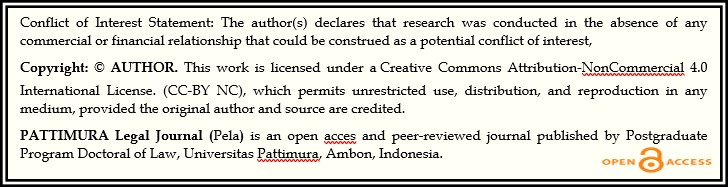 Conflict of Interest Statement: The author(s) declares that research was conducted in the absence of any
commercial or financial relationship that could be construed as a potential conflict of interest,
Copyright: © AUTHOR. This work is licensed under a Creative Commons Attribution-NonCommercial 4.0
International License. (CC-BY NC), which permits unrestricted use, distribution, and reproduction in any
medium, provided the original author and source are credited.
PATTIMURA Legal Journal (Pela) is an open acces and peer-reviewed journal published by Postgraduate
Program Doctoral of Law, Universitas Pattimura, Ambon, Indonesia.
OPEN ACCESS